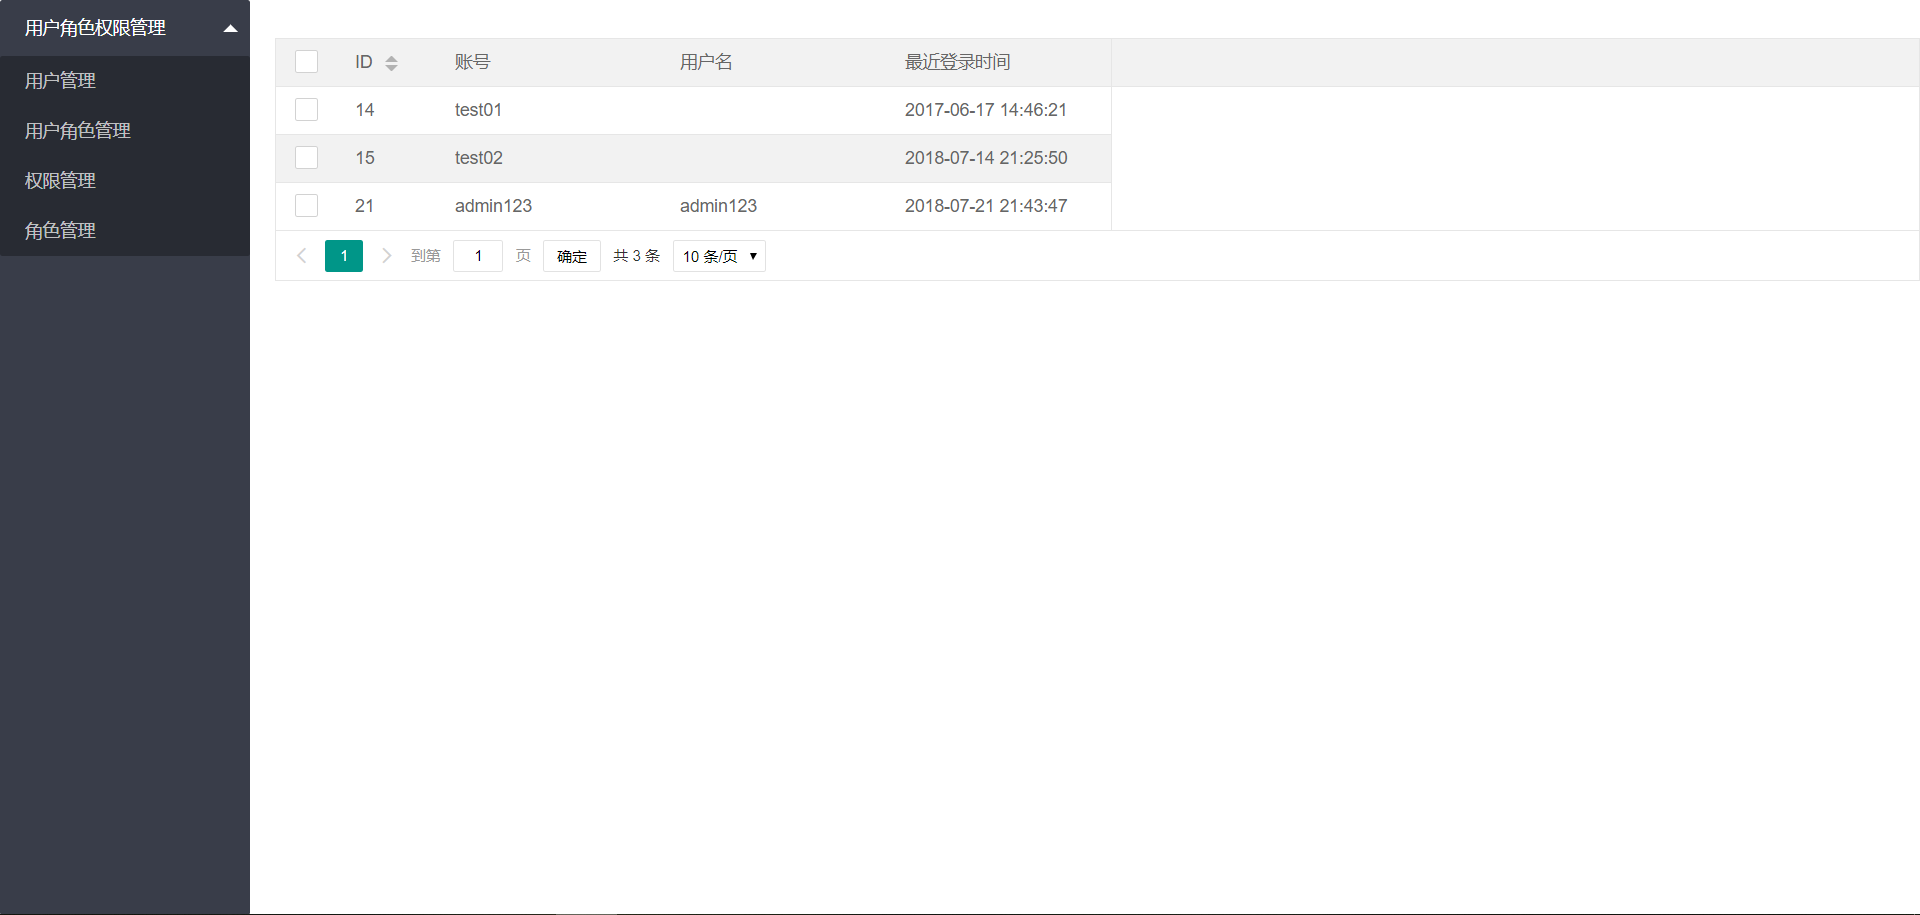 用户角色权限管理
用户管理
用户角色管理
权限管理
角色管理
ID 账号 用户名 最近登录时间
14 test01 2017-06-17 14:46:21
15 test02 2018-07-14 21:25:50
21 admin123 admin123 2018-07-21 21:43:47
1 到第 1 页 确定 共 3 条 10 条/页